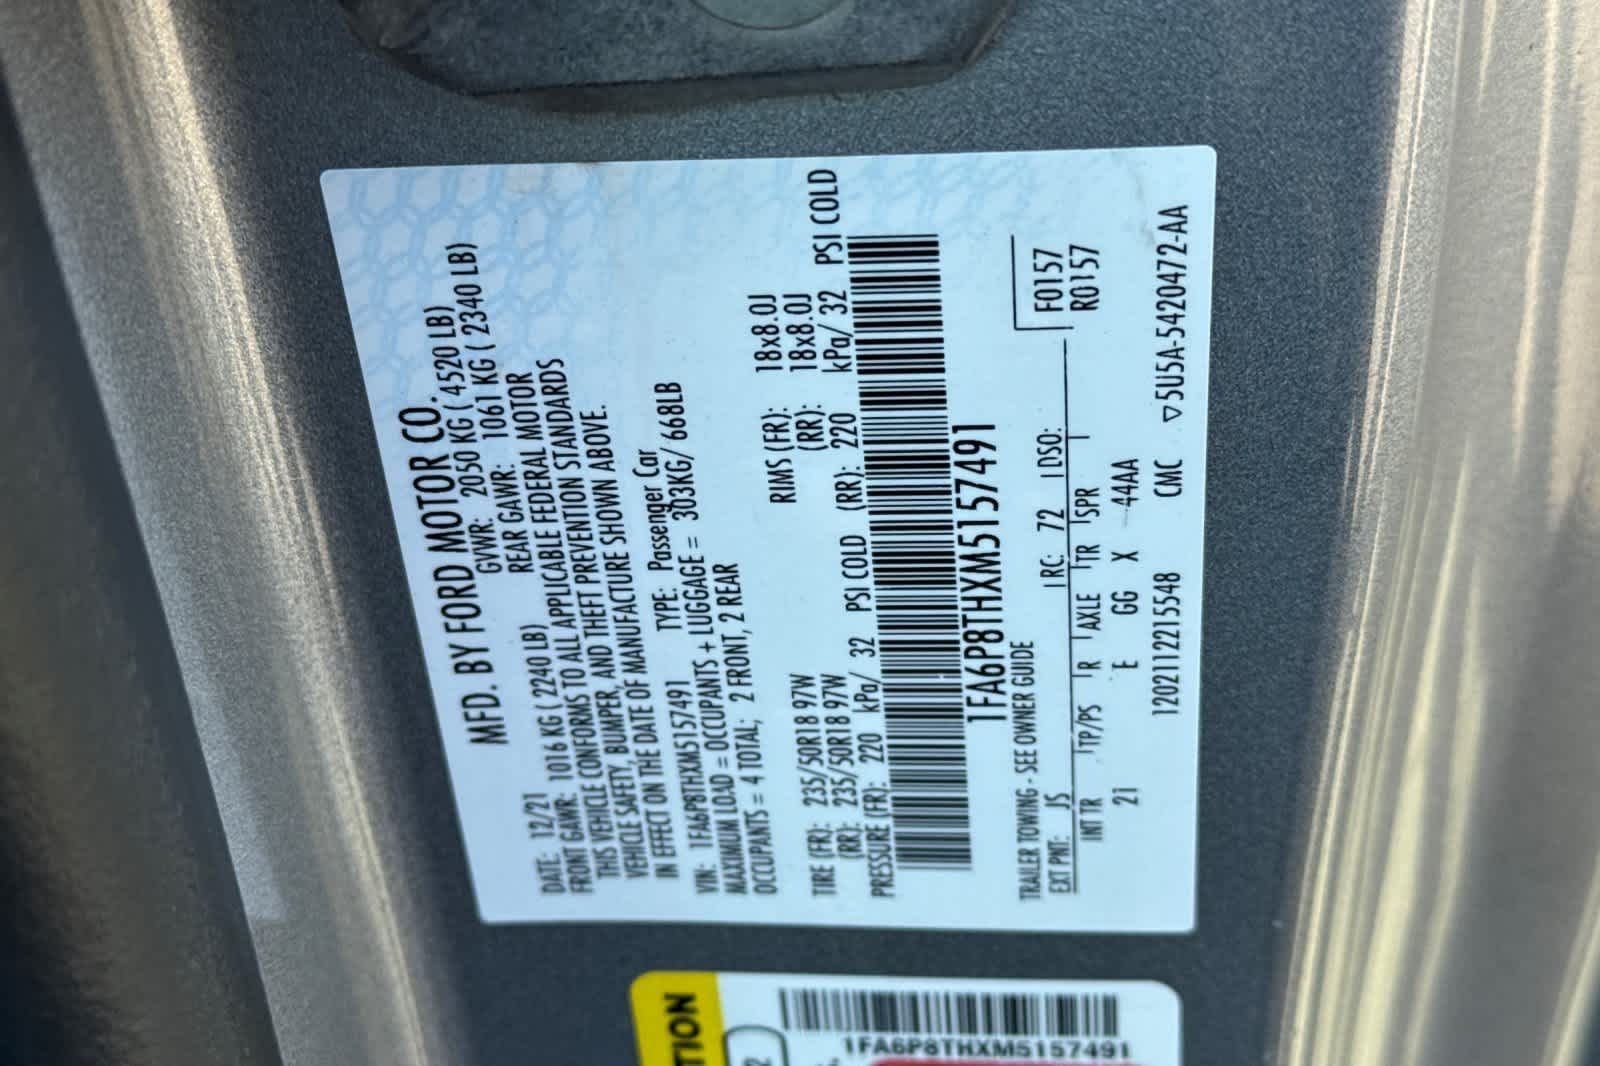 MFD. BY FORD MOTOR CO.
DATE: 12/21 GVWR: 2050 KG ( 4520 LB)
FRONT GAWR: 1016 KG ( 2240 LB) REAR GAWR: 1061 KG ( 2340 LB)
THIS VEHICLE CONFORMS TO ALL APPLICABLE FEDERAL MOTOR
VEHICLE SAFETY, BUMPER, AND THEFT PREVENTION STANDARDS
IN EFFECT ON THE DATE OF MANUFACTURE SHOWN ABOVE.
VIN: 1FA6P8THXM5157491 TYPE: Passenger Car
MAXIMUM LOAD = OCCUPANTS + LUGGAGE = 303KG/ 668LB
OCCUPANTS = 4 TOTAL, 2 FRONT, 2 REAR
TIRE (FR): 235/50R18 97W RIMS (FR): 18x8.0J
(RR): 235/50R18 97W (RR): 18x8.0J
PRESSURE (FR): 220 kPa/ 32 PSI COLD (RR): 220 kPa/ 32 PSI COLD
1FA6P8THXM5157491
TRAILER TOWING - SEE OWNER GUIDE
F0157
R0157
EXT PNT: JS RC: 72 DSO:
INT TR TP/PS R AXLE TR SPR
21 E GG X 44AA
1202112215548 CMC ▽5U5A-5420472-AA
TION
1FA6P8THXM5157491